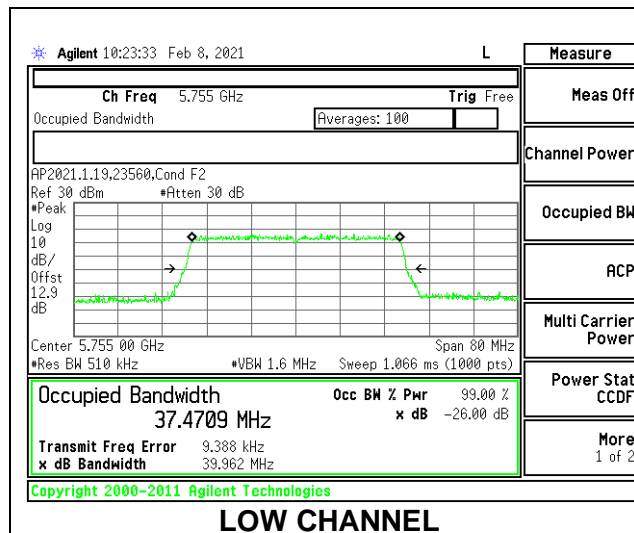 Agilent 10:23:33 Feb 8, 2021 L
Measure
Ch Freq 5.755 GHz Trig Free
Occupied Bandwidth Averages: 100
AP2021.1.19,23560,Cond F2
Ref 30 dBm #Atten 30 dB
#Peak
Log
10
dB/
Offst
12.9
dB
Center 5.755 00 GHz Span 80 MHz
#Res BW 510 kHz #VBW 1.6 MHz Sweep 1.066 ms (1000 pts)
Occupied Bandwidth Occ BW % Pwr 99.00 %
37.4709 MHz x dB -26.00 dB
Transmit Freq Error 9.388 kHz
x dB Bandwidth 39.962 MHz
Copyright 2000-2011 Agilent Technologies
Meas Off
Channel Power
Occupied BW
ACP
Multi Carrier
Power
Power Stat
CCDF
More
1 of 2
LOW CHANNEL